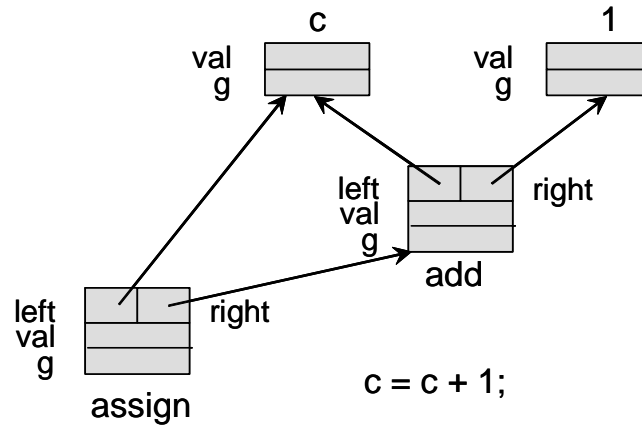 c
1
val
g
val
g
left
val
g
right
add
left
val
g
right
assign
c = c + 1;